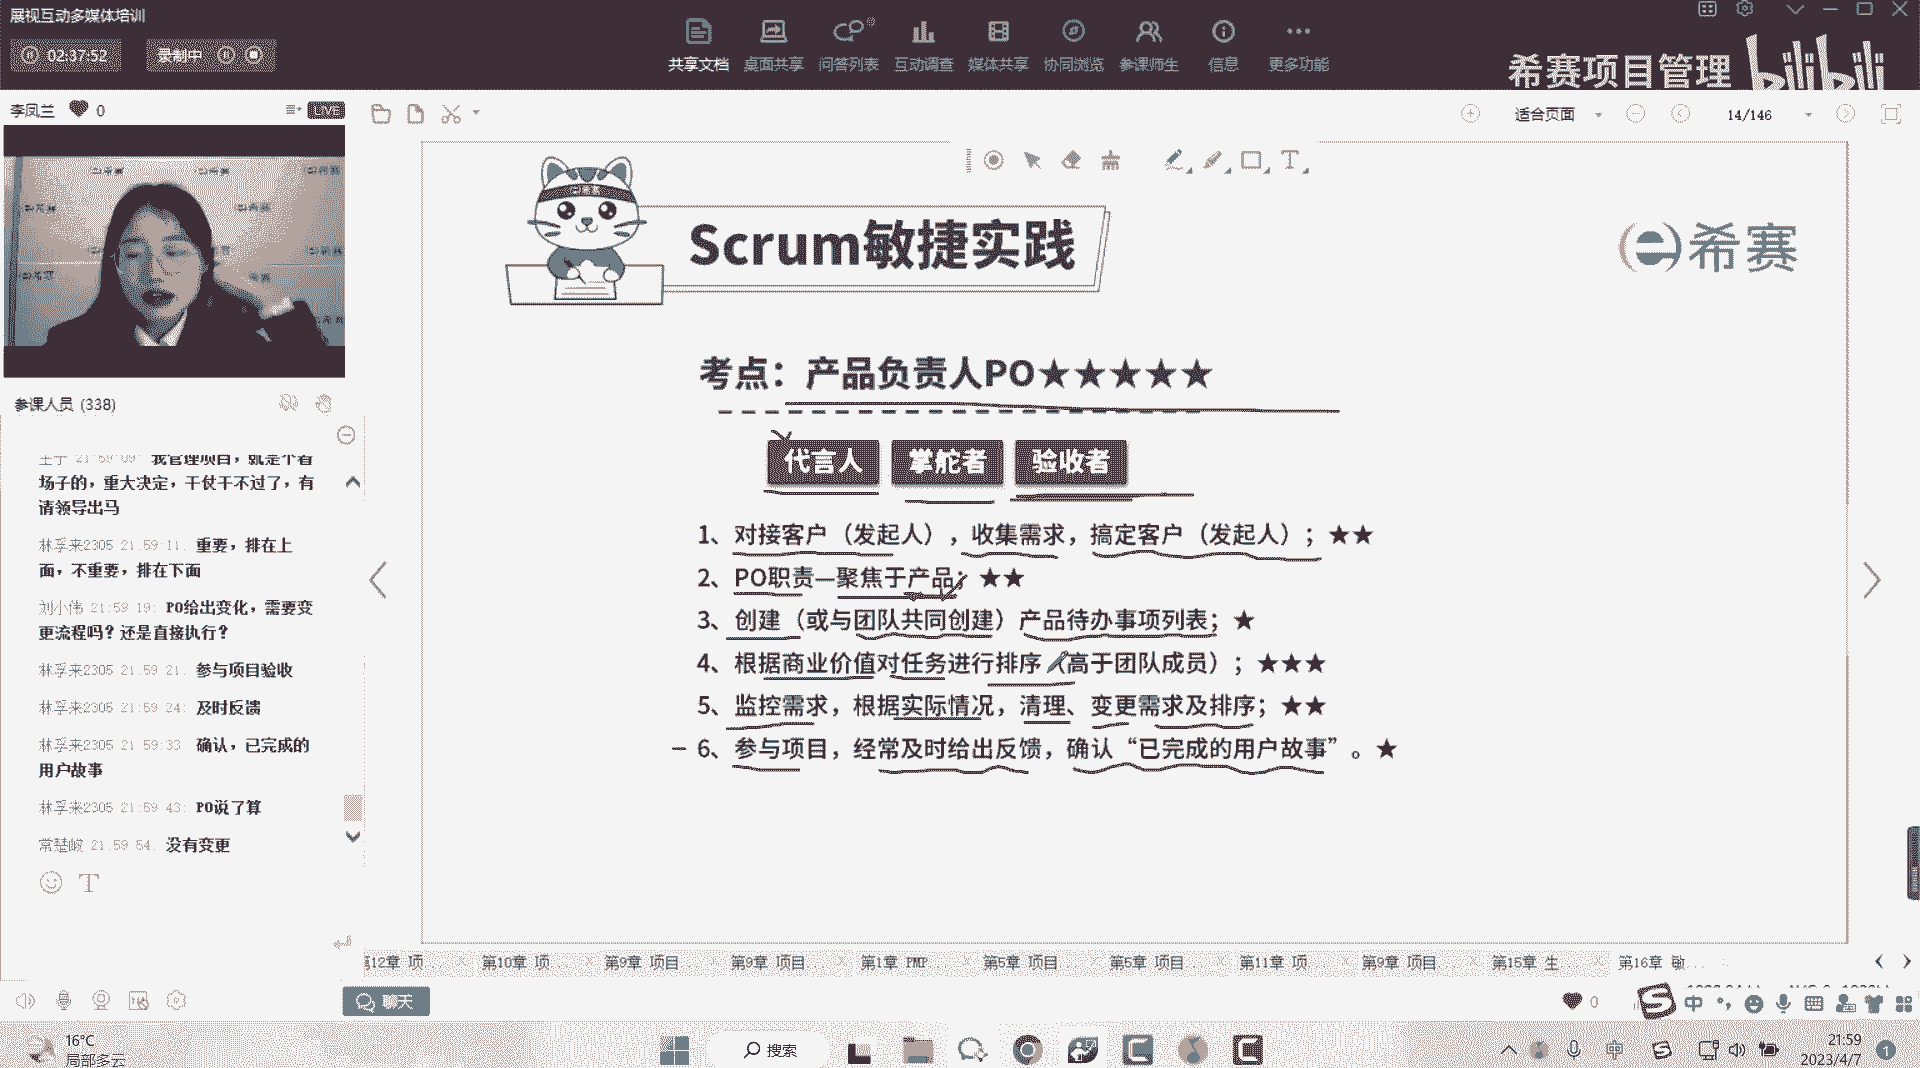 展视互动多媒体培训
02:37:52
录制中
共享文档 桌面共享 问答列表 互动调查 媒体共享 协同浏览 参课师生 信息 更多功能
希赛项目管理 bilibili
李凤兰 0
LIVE
适合页面
14/146
Scrum敏捷实践
希赛
考点：产品负责人PO★★★★★
代言人 掌舵者 验收者
1、对接客户（发起人），收集需求，搞定客户（发起人）；★★
2、PO职责—聚焦于产品；★★
3、创建（或与团队共同创建）产品待办事项列表；★
4、根据商业价值对任务进行排序（高于团队成员）；★★★
5、监控需求，根据实际情况，清理、变更需求及排序；★★
6、参与项目，经常及时给出反馈，确认“已完成的用户故事”。★
参课人员 (338)
我管理项目，就是个看
场子的，重大决定，干仗干不过了，有
请领导出马
林孚来2305 21:59:11: 重要，排在上
面，不重要，排在下面
刘小伟 21:59:19: PO给出变化，需要变
更流程吗？还是直接执行？
林孚来2305 21:59:21: 参与项目验收
林孚来2305 21:59:24: 及时反馈
林孚来2305 21:59:33: 确认，已完成的
用户故事
林孚来2305 21:59:43: PO说了算
常楚峻 21:59:54: 没有变更
T
第12章 项 第10章 项 第9章 项目 第9章 项目 第1章 PMP 第5章 项目 第5章 项目 第11章 项 第9章 项目 第15章 生 第16章 敏...
聊天
0
中
16°C
局部多云
搜索
中
21:59
2023/4/7
1